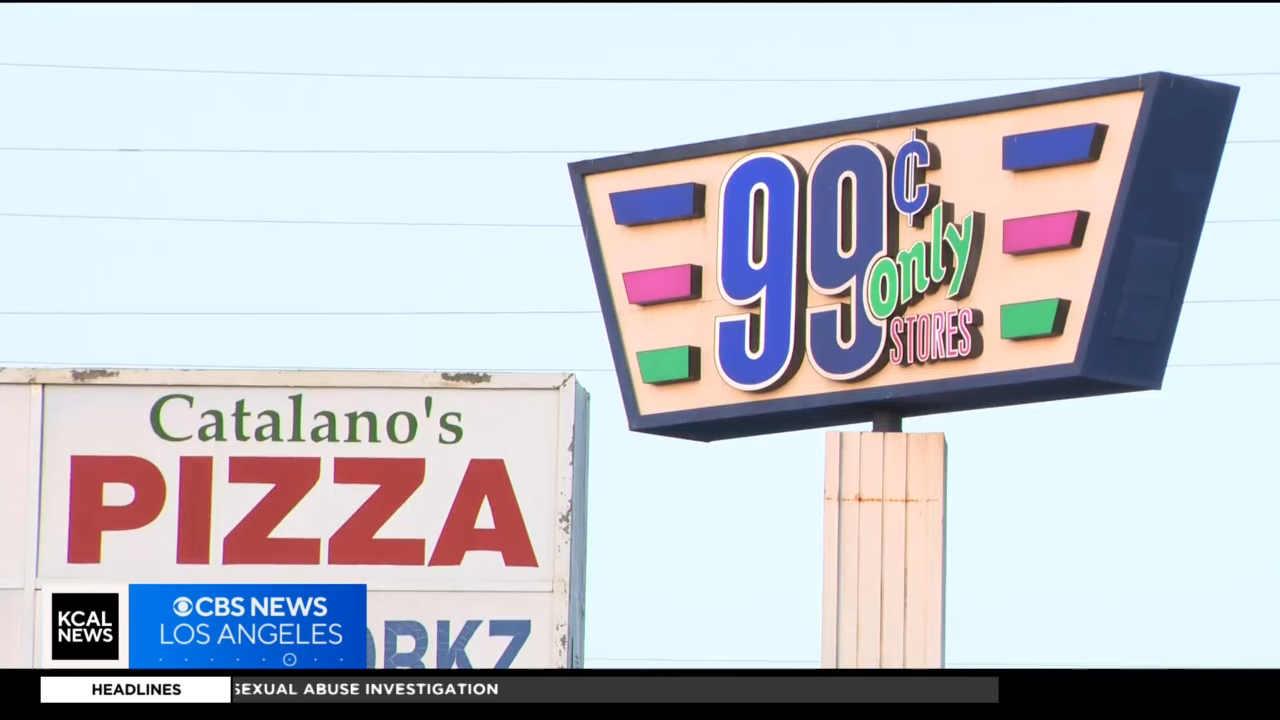 99¢
only
STORES
Catalano's
PIZZA
KCAL
NEWS
CBS NEWS
LOS ANGELES
HEADLINES
SEXUAL ABUSE INVESTIGATION